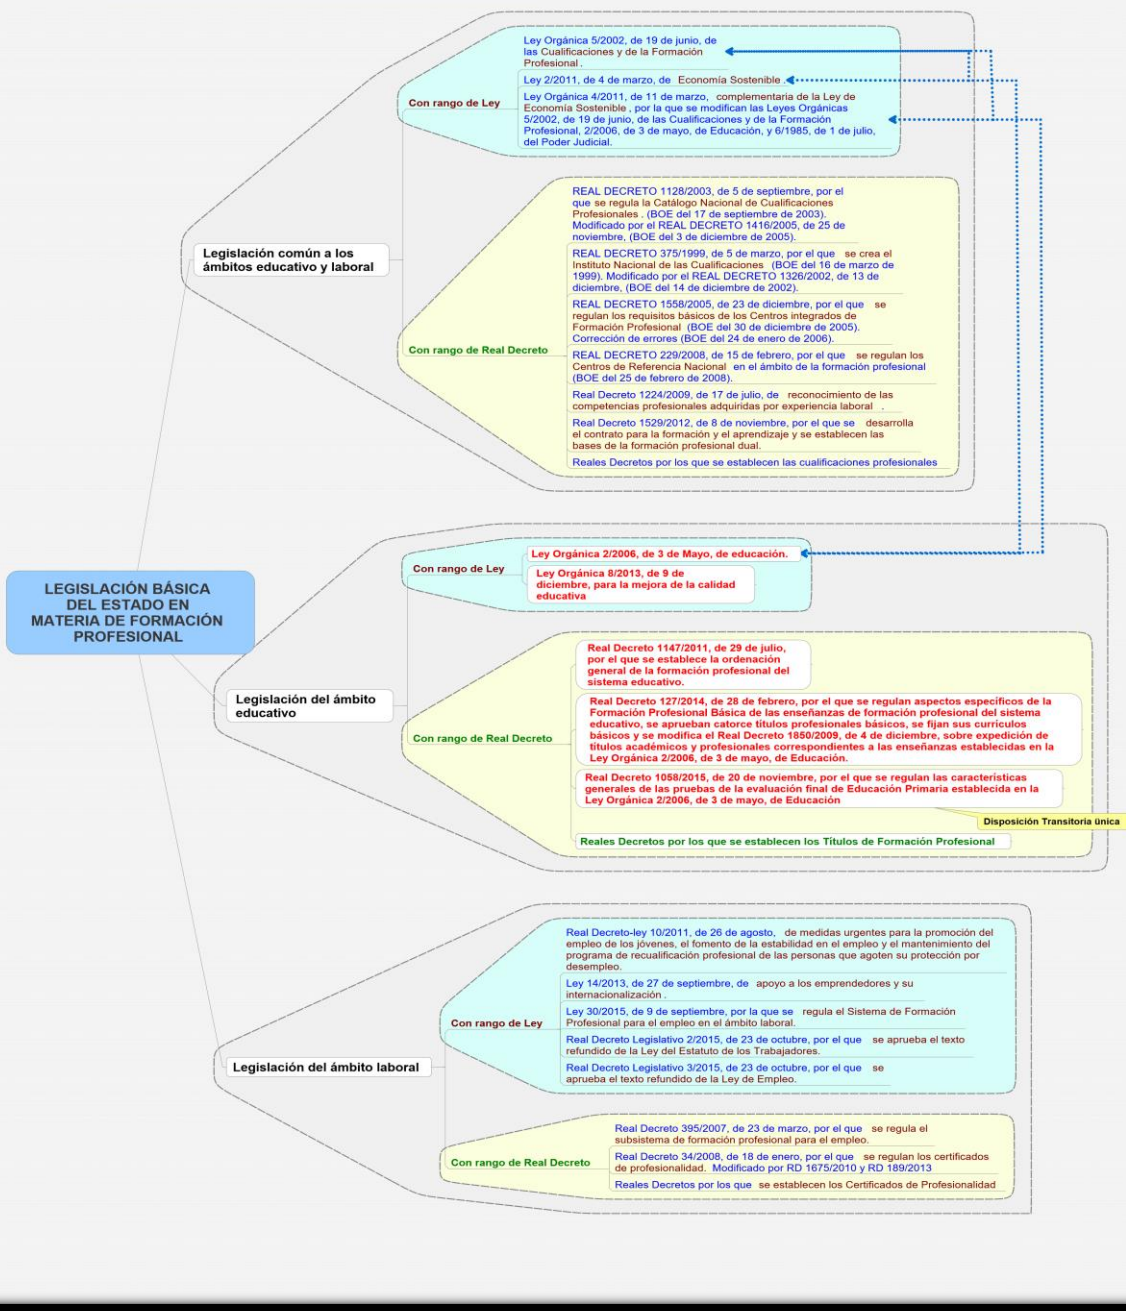 LEGISLACIÓN BÁSICA
DEL ESTADO EN
MATERIA DE FORMACIÓN
PROFESIONAL
Legislación común a los
ámbitos educativo y laboral
Con rango de Ley
Ley Orgánica 5/2002, de 19 de junio, de
las Cualificaciones y de la Formación
Profesional .
Ley 2/2011, de 4 de marzo, de Economía Sostenible .
Ley Orgánica 4/2011, de 11 de marzo, complementaria de la Ley de
Economía Sostenible , por la que se modifican las Leyes Orgánicas
5/2002, de 19 de junio, de las Cualificaciones y de la Formación
Profesional, 2/2006, de 3 de mayo, de Educación, y 6/1985, de 1 de julio,
del Poder Judicial.
Con rango de Real Decreto
REAL DECRETO 1128/2003, de 5 de septiembre, por el
que se regula la Catálogo Nacional de Cualificaciones
Profesionales . (BOE del 17 de septiembre de 2003).
Modificado por el REAL DECRETO 1416/2005, de 25 de
noviembre, (BOE del 3 de diciembre de 2005).
REAL DECRETO 375/1999, de 5 de marzo, por el que se crea el
Instituto Nacional de las Cualificaciones (BOE del 16 de marzo de
1999). Modificado por el REAL DECRETO 1326/2002, de 13 de
diciembre, (BOE del 14 de diciembre de 2002).
REAL DECRETO 1558/2005, de 23 de diciembre, por el que se
regulan los requisitos básicos de los Centros integrados de
Formación Profesional (BOE del 30 de diciembre de 2005).
Corrección de errores (BOE del 24 de enero de 2006).
REAL DECRETO 229/2008, de 15 de febrero, por el que se regulan los
Centros de Referencia Nacional en el ámbito de la formación profesional
(BOE del 25 de febrero de 2008).
Real Decreto 1224/2009, de 17 de julio, de reconocimiento de las
competencias profesionales adquiridas por experiencia laboral .
Real Decreto 1529/2012, de 8 de noviembre, por el que se desarrolla
el contrato para la formación y el aprendizaje y se establecen las
bases de la formación profesional dual.
Reales Decretos por los que se establecen las cualificaciones profesionales
Legislación del ámbito
educativo
Con rango de Ley
Ley Orgánica 2/2006, de 3 de Mayo, de educación.
Ley Orgánica 8/2013, de 9 de
diciembre, para la mejora de la calidad
educativa
Con rango de Real Decreto
Real Decreto 1147/2011, de 29 de julio,
por el que se establece la ordenación
general de la formación profesional del
sistema educativo.
Real Decreto 127/2014, de 28 de febrero, por el que se regulan aspectos específicos de la
Formación Profesional Básica de las enseñanzas de formación profesional del sistema
educativo, se aprueban catorce títulos profesionales básicos, se fijan sus currículos
básicos y se modifica el Real Decreto 1850/2009, de 4 de diciembre, sobre expedición de
títulos académicos y profesionales correspondientes a las enseñanzas establecidas en la
Ley Orgánica 2/2006, de 3 de mayo, de Educación.
Real Decreto 1058/2015, de 20 de noviembre, por el que se regulan las características
generales de las pruebas de la evaluación final de Educación Primaria establecida en la
Ley Orgánica 2/2006, de 3 de mayo, de Educación
Disposición Transitoria ünica
Reales Decretos por los que se establecen los Títulos de Formación Profesional
Legislación del ámbito laboral
Con rango de Ley
Real Decreto-ley 10/2011, de 26 de agosto, de medidas urgentes para la promoción del
empleo de los jóvenes, el fomento de la estabilidad en el empleo y el mantenimiento del
programa de recualificación profesional de las personas que agoten su protección por
desempleo.
Ley 14/2013, de 27 de septiembre, de apoyo a los emprendedores y su
internacionalización .
Ley 30/2015, de 9 de septiembre, por la que se regula el Sistema de Formación
Profesional para el empleo en el ámbito laboral.
Real Decreto Legislativo 2/2015, de 23 de octubre, por el que se aprueba el texto
refundido de la Ley del Estatuto de los Trabajadores.
Real Decreto Legislativo 3/2015, de 23 de octubre, por el que se
aprueba el texto refundido de la Ley de Empleo.
Con rango de Real Decreto
Real Decreto 395/2007, de 23 de marzo, por el que se regula el
subsistema de formación profesional para el empleo.
Real Decreto 34/2008, de 18 de enero, por el que se regulan los certificados
de profesionalidad. Modificado por RD 1675/2010 y RD 189/2013
Reales Decretos por los que se establecen los Certificados de Profesionalidad